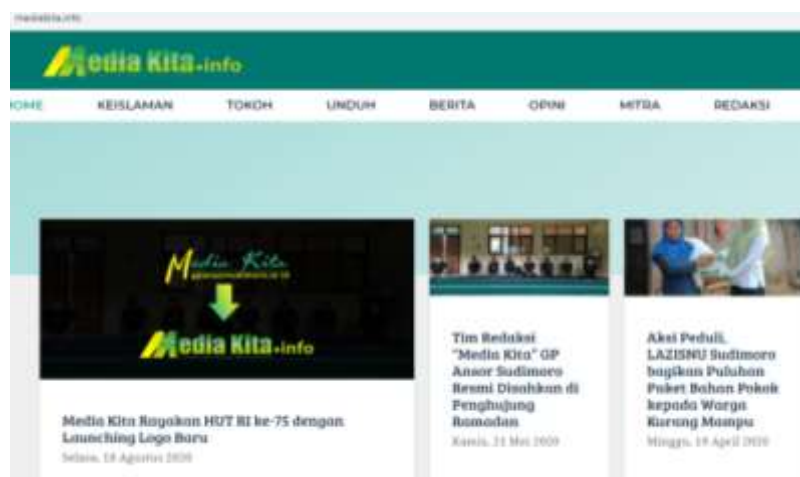 mediakita.info
Media Kita.info
HOME KEISLAMAN TOKOH UNDUH BERITA OPINI MITRA REDAKSI
Media Kita
Media Kita.info
Media Kita Rayakan HUT RI ke-75 dengan
Launching Logo Baru
Selasa, 18 Agustus 2020
Tim Redaksi
"Media Kita" GP
Ansor Sudimoro
Resmi Disahkan di
Penghujung
Ramadan
Kamis, 21 Mei 2020
Aksi Peduli,
LAZISNU Sudimoro
bagikan Puluhan
Paket Bahan Pokok
kepada Warga
Kurang Mampu
Minggu, 19 April 2020